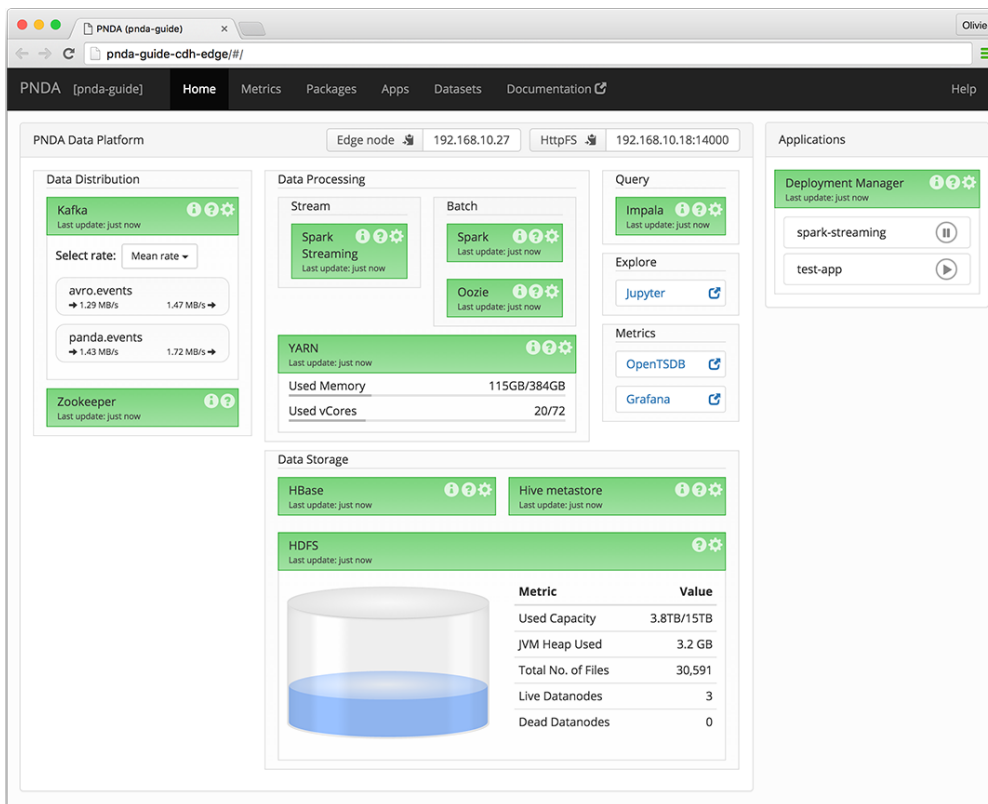 PNDA (pnda-guide)
Olivie
pnda-guide-cdh-edge/#/
PNDA [pnda-guide] Home Metrics Packages Apps Datasets Documentation Help
PNDA Data Platform
Edge node 192.168.10.27
HttpFS 192.168.10.18:14000
Data Distribution
Kafka
Last update: just now
Select rate: Mean rate
avro.events
1.29 MB/s 1.47 MB/s
panda.events
1.43 MB/s 1.72 MB/s
Zookeeper
Last update: just now
Data Processing
Stream
Spark
Streaming
Last update: just now
Batch
Spark
Last update: just now
Oozie
Last update: just now
YARN
Last update: just now
Used Memory 115GB/384GB
Used vCores 20/72
Query
Impala
Last update: just now
Explore
Jupyter
Metrics
OpenTSDB
Grafana
Data Storage
HBase
Last update: just now
Hive metastore
Last update: just now
HDFS
Last update: just now
Metric Value
Used Capacity 3.8TB/15TB
JVM Heap Used 3.2 GB
Total No. of Files 30,591
Live Datanodes 3
Dead Datanodes 0
Applications
Deployment Manager
Last update: just now
spark-streaming
test-app